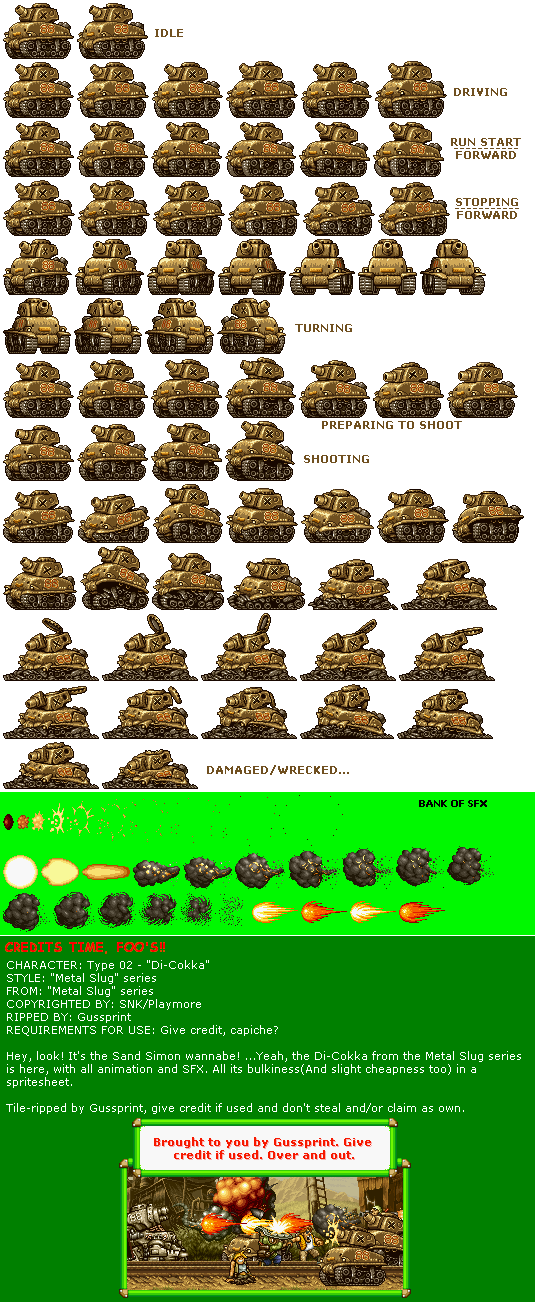 IDLE
DRIVING
RUN START
FORWARD
STOPPING
FORWARD
TURNING
PREPARING TO SHOOT
SHOOTING
DAMAGED/WRECKED...
BANK OF SFX
CREDITS TIME, FOO'S!!
CHARACTER: Type 02 - "Di-Cokka"
STYLE: "Metal Slug" series
FROM: "Metal Slug" series
COPYRIGHTED BY: SNK/Playmore
RIPPED BY: Gussprint
REQUIREMENTS FOR USE: Give credit, capiche?
Hey, look! It's the Sand Simon wannabe! ...Yeah, the Di-Cokka from the Metal Slug series
is here, with all animation and SFX. All its bulkiness(And slight cheapness too) in a
spritesheet.
Tile-ripped by Gussprint, give credit if used and don't steal and/or claim as own.
Brought to you by Gussprint. Give
credit if used. Over and out.